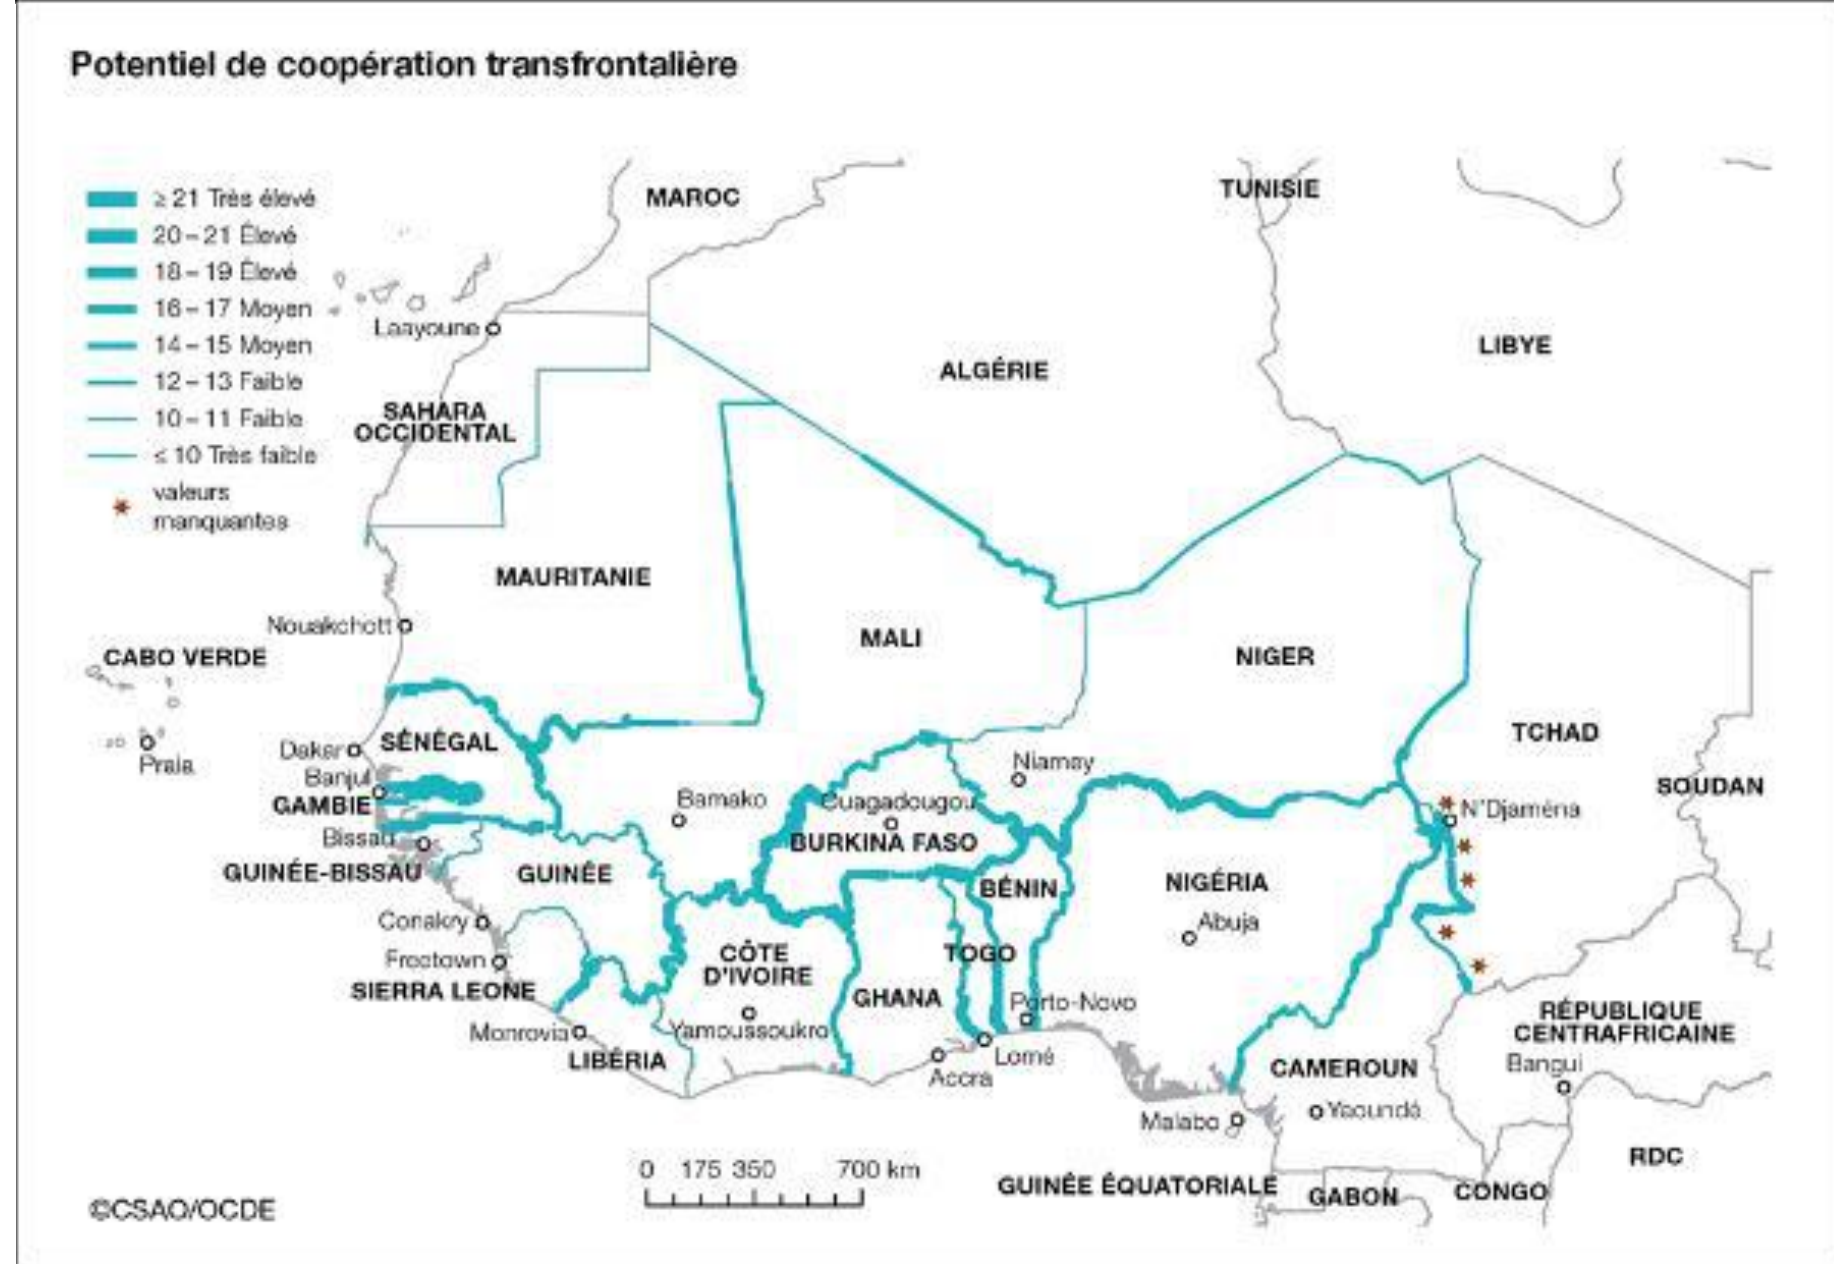 Potentiel de coopération transfrontalière
≥ 21 Très élevé
20 – 21 Élevé
18 – 19 Élevé
16 – 17 Moyen
14 – 15 Moyen
12 – 13 Faible
10 – 11 Faible
≤ 10 Très faible
valeurs
manquantes
MAROC
TUNISIE
Laayoune
ALGÉRIE
LIBYE
SAHARA
OCCIDENTAL
MAURITANIE
Nouakchott
CABO VERDE
MALI
NIGER
Praia
Dakar
SÉNÉGAL
TCHAD
Banjul
GAMBIE
Bamako
Niamey
SOUDAN
Ouagadougou
N'Djaména
Bissau
BURKINA FASO
GUINÉE-BISSAU
GUINÉE
BÉNIN
NIGÉRIA
Conakry
Abuja
Freetown
CÔTE
D'IVOIRE
TOGO
SIERRA LEONE
GHANA
Porto-Novo
RÉPUBLIQUE
CENTRAFRICAINE
Monrovia
Yamoussoukro
LIBÉRIA
Lomé
Accra
CAMEROUN
Bangui
Malabo
Yaoundé
RDC
0 175 350 700 km
GUINÉE ÉQUATORIALE
GABON
CONGO
©CSAO/OCDE